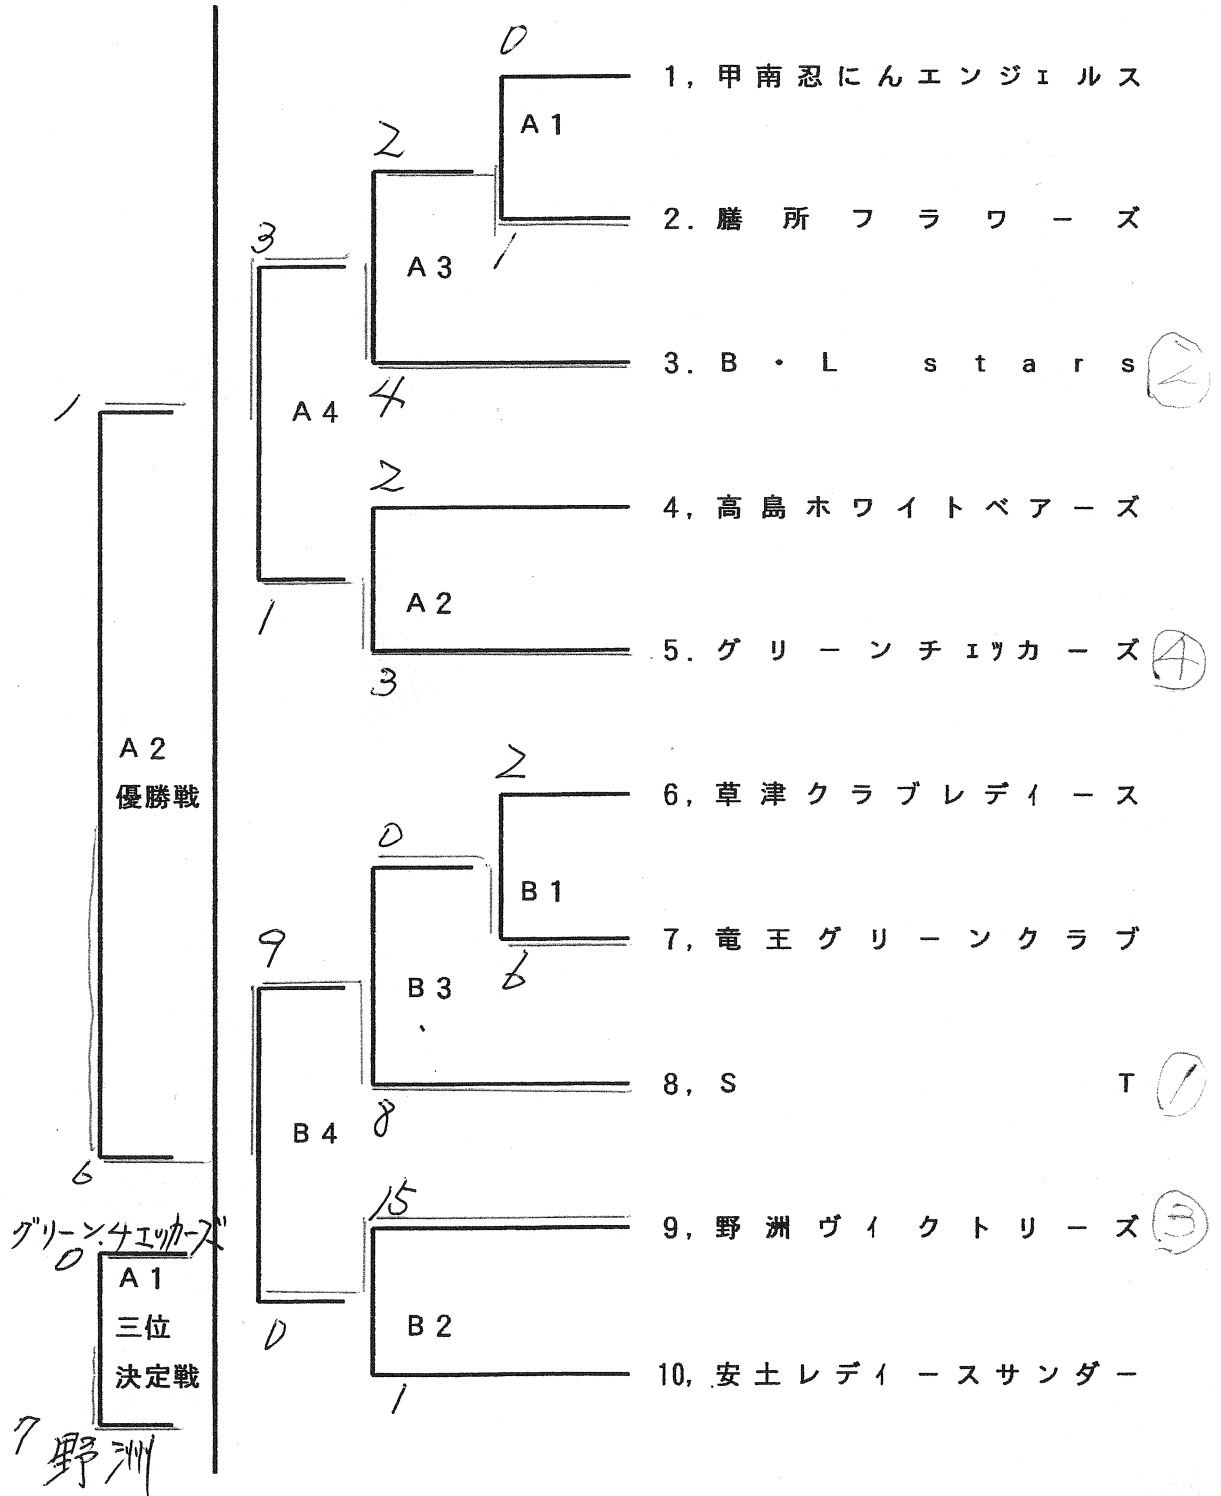 0
1, 甲南忍にんエンジェルス
A1
2
2. 膳所フラワーズ
3
1
A3
3. B・L stars ②
4
1
A4
2
4, 高島ホワイトベアーズ
A2
1
5. グリーンチェッカーズ ④
3
A2
優勝戦
2
6, 草津クラブレディース
0
B1
7, 竜王グリーンクラブ
9
6
B3
8, S T ①
8
B4
6
15
グリーンチェッカーズ
9, 野洲ヴィクトリーズ ③
0
A1
三位
決定戦
0
B2
10, 安土レディースサンダー
1
7
野洲